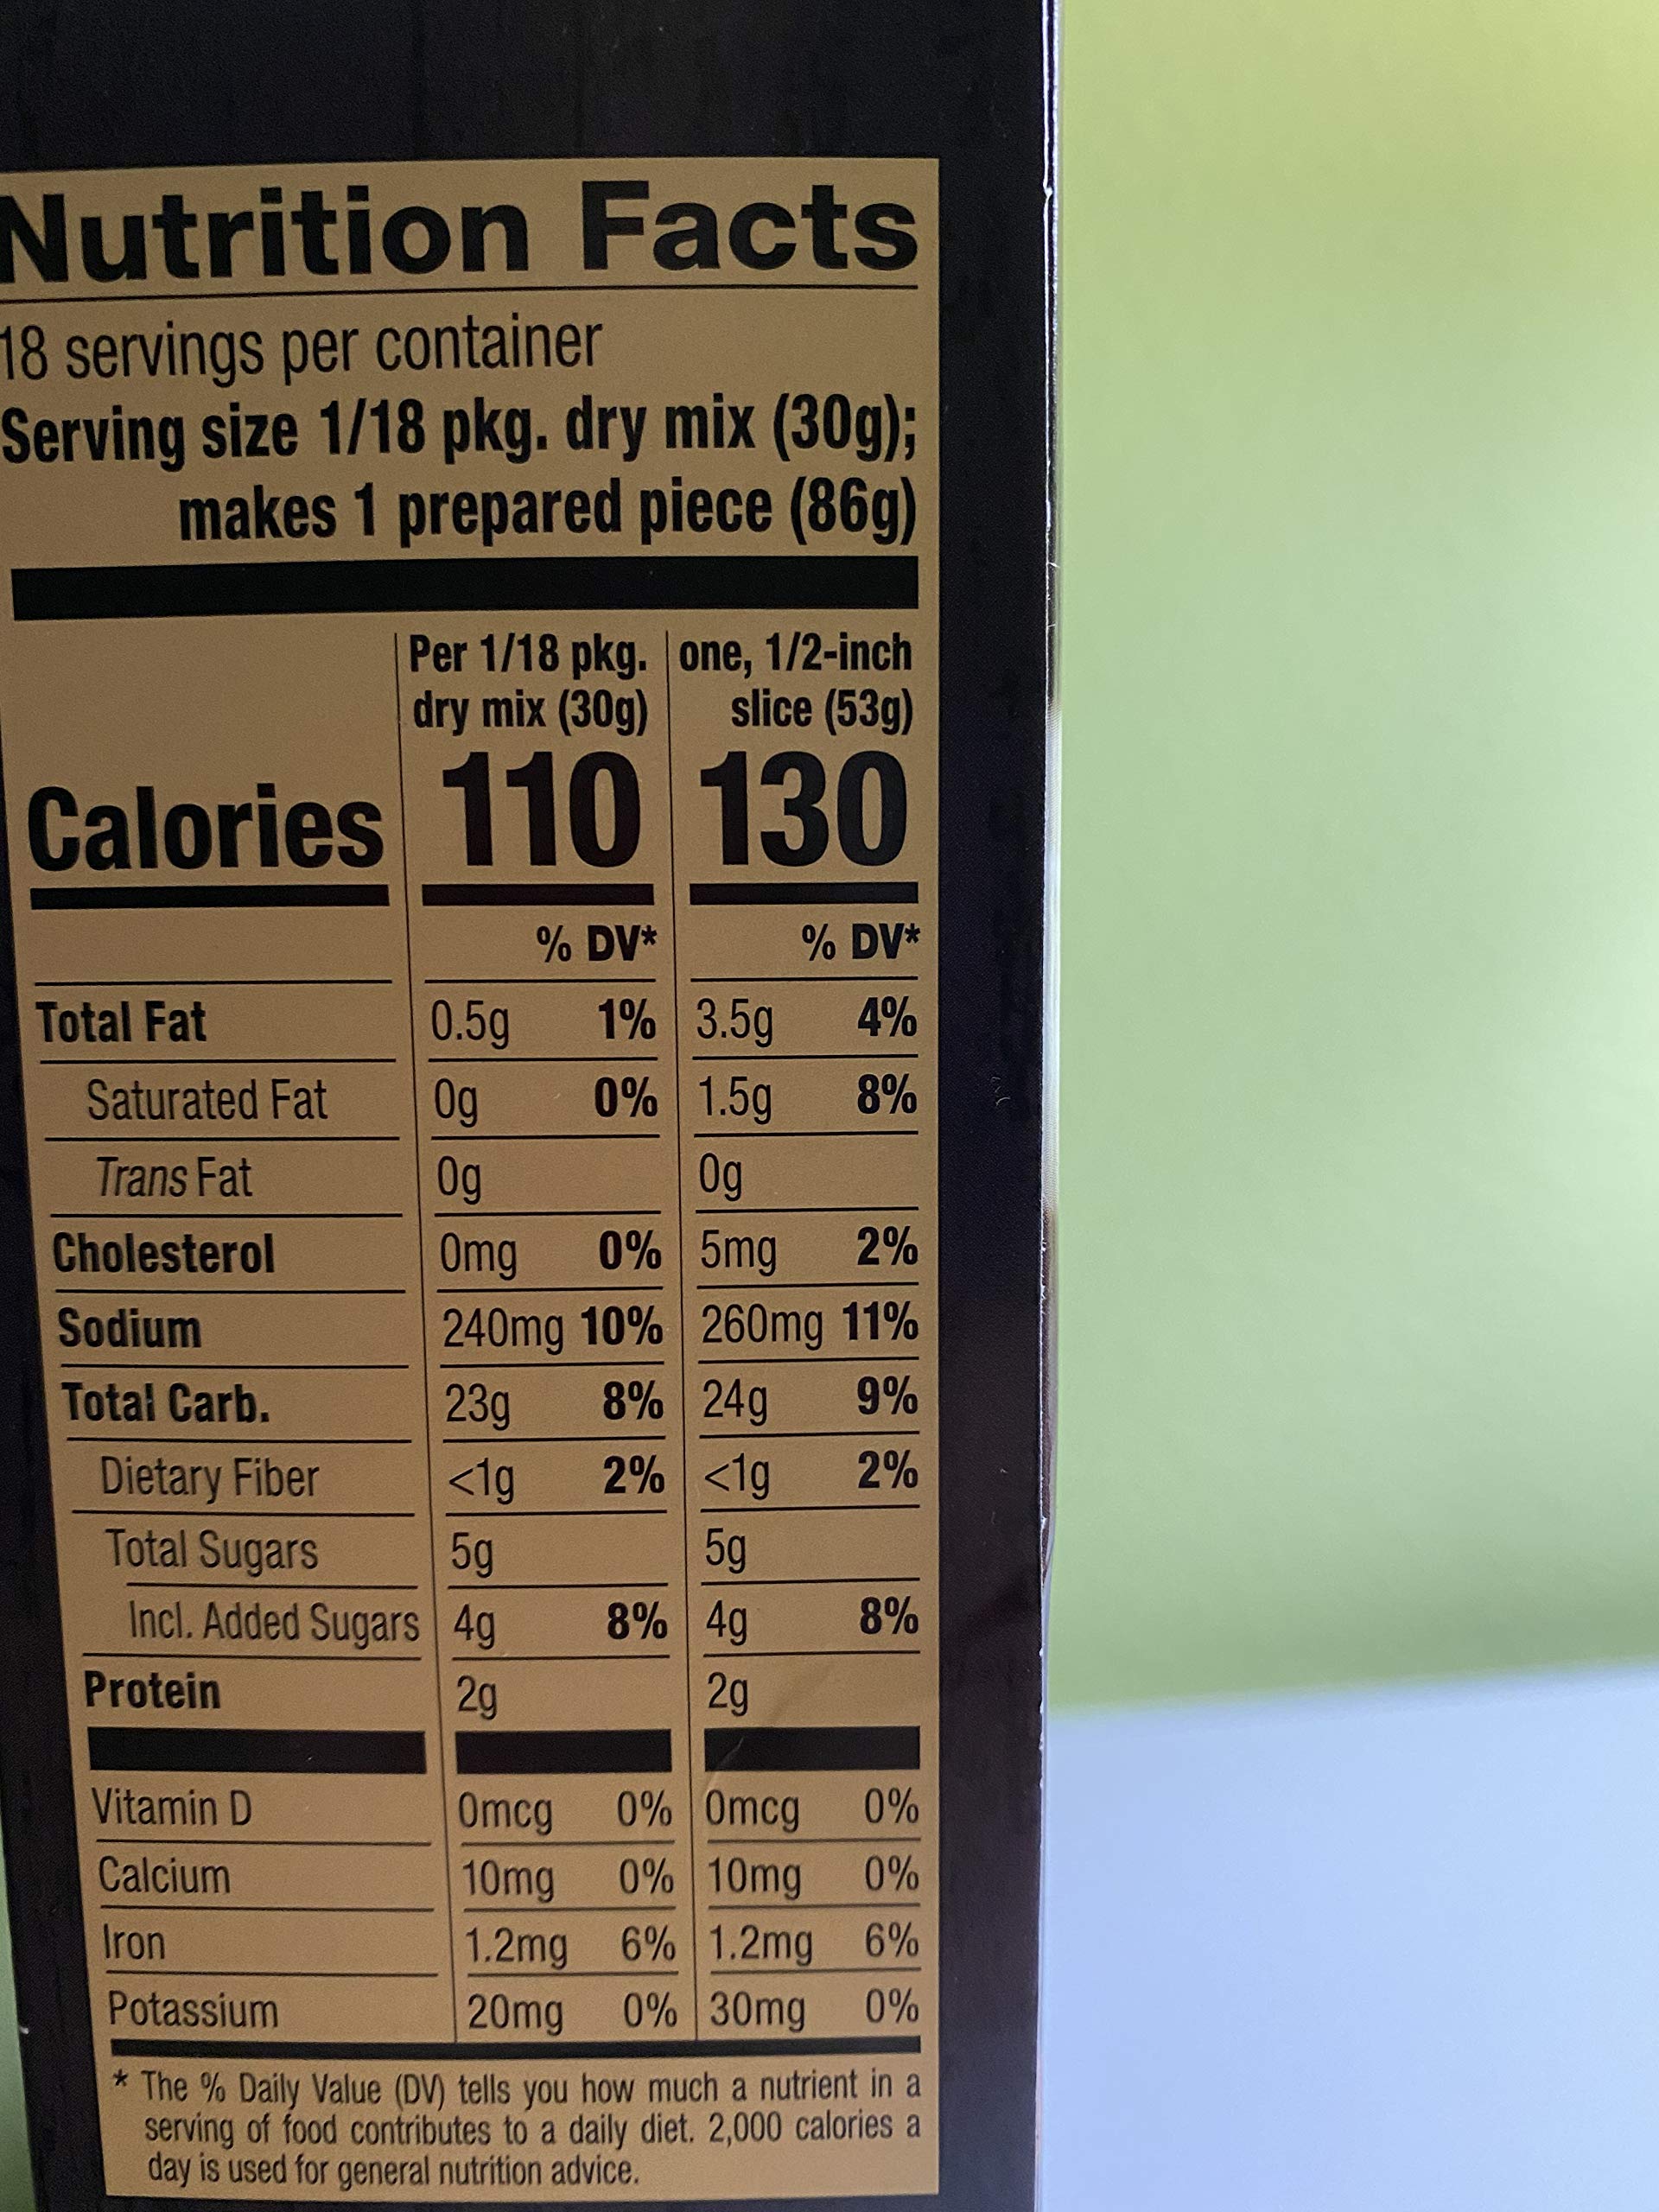 Nutrition Facts
18 servings per container
Serving size 1/18 pkg. dry mix (30g);
makes 1 prepared piece (86g)
Per 1/18 pkg. one, 1/2-inch
dry mix (30g) slice (53g)
Calories 110 130
% DV* % DV*
Total Fat 0.5g 1% 3.5g 4%
Saturated Fat 0g 0% 1.5g 8%
Trans Fat 0g 0g
Cholesterol 0mg 0% 5mg 2%
Sodium 240mg 10% 260mg 11%
Total Carb. 23g 8% 24g 9%
Dietary Fiber <1g 2% <1g 2%
Total Sugars 5g 5g
Incl. Added Sugars 4g 8% 4g 8%
Protein 2g 2g
Vitamin D 0mcg 0% 0mcg 0%
Calcium 10mg 0% 10mg 0%
Iron 1.2mg 6% 1.2mg 6%
Potassium 20mg 0% 30mg 0%
* The % Daily Value (DV) tells you how much a nutrient in a
serving of food contributes to a daily diet. 2,000 calories a
day is used for general nutrition advice.